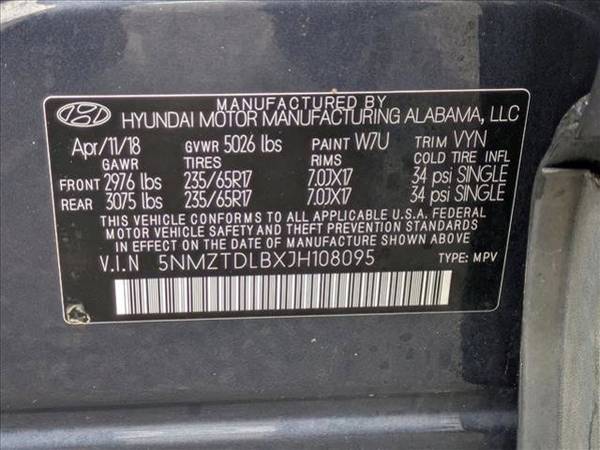 MANUFACTURED BY
HYUNDAI MOTOR MANUFACTURING ALABAMA, LLC
Apr/11/18 GVWR 5026 lbs PAINT W7U TRIM VYN
GAWR TIRES RIMS COLD TIRE INFL
FRONT 2976 lbs 235/65R17 7.0JX17 34 psi SINGLE
REAR 3075 lbs 235/65R17 7.0JX17 34 psi SINGLE
THIS VEHICLE CONFORMS TO ALL APPLICABLE U.S.A. FEDERAL
MOTOR VEHICLE SAFETY AND THEFT PREVENTION STANDARDS
IN EFFECT ON THE DATE OF MANUFACTURE SHOWN ABOVE.
V.I.N 5NMZTDLBXJH108095 TYPE: MPV